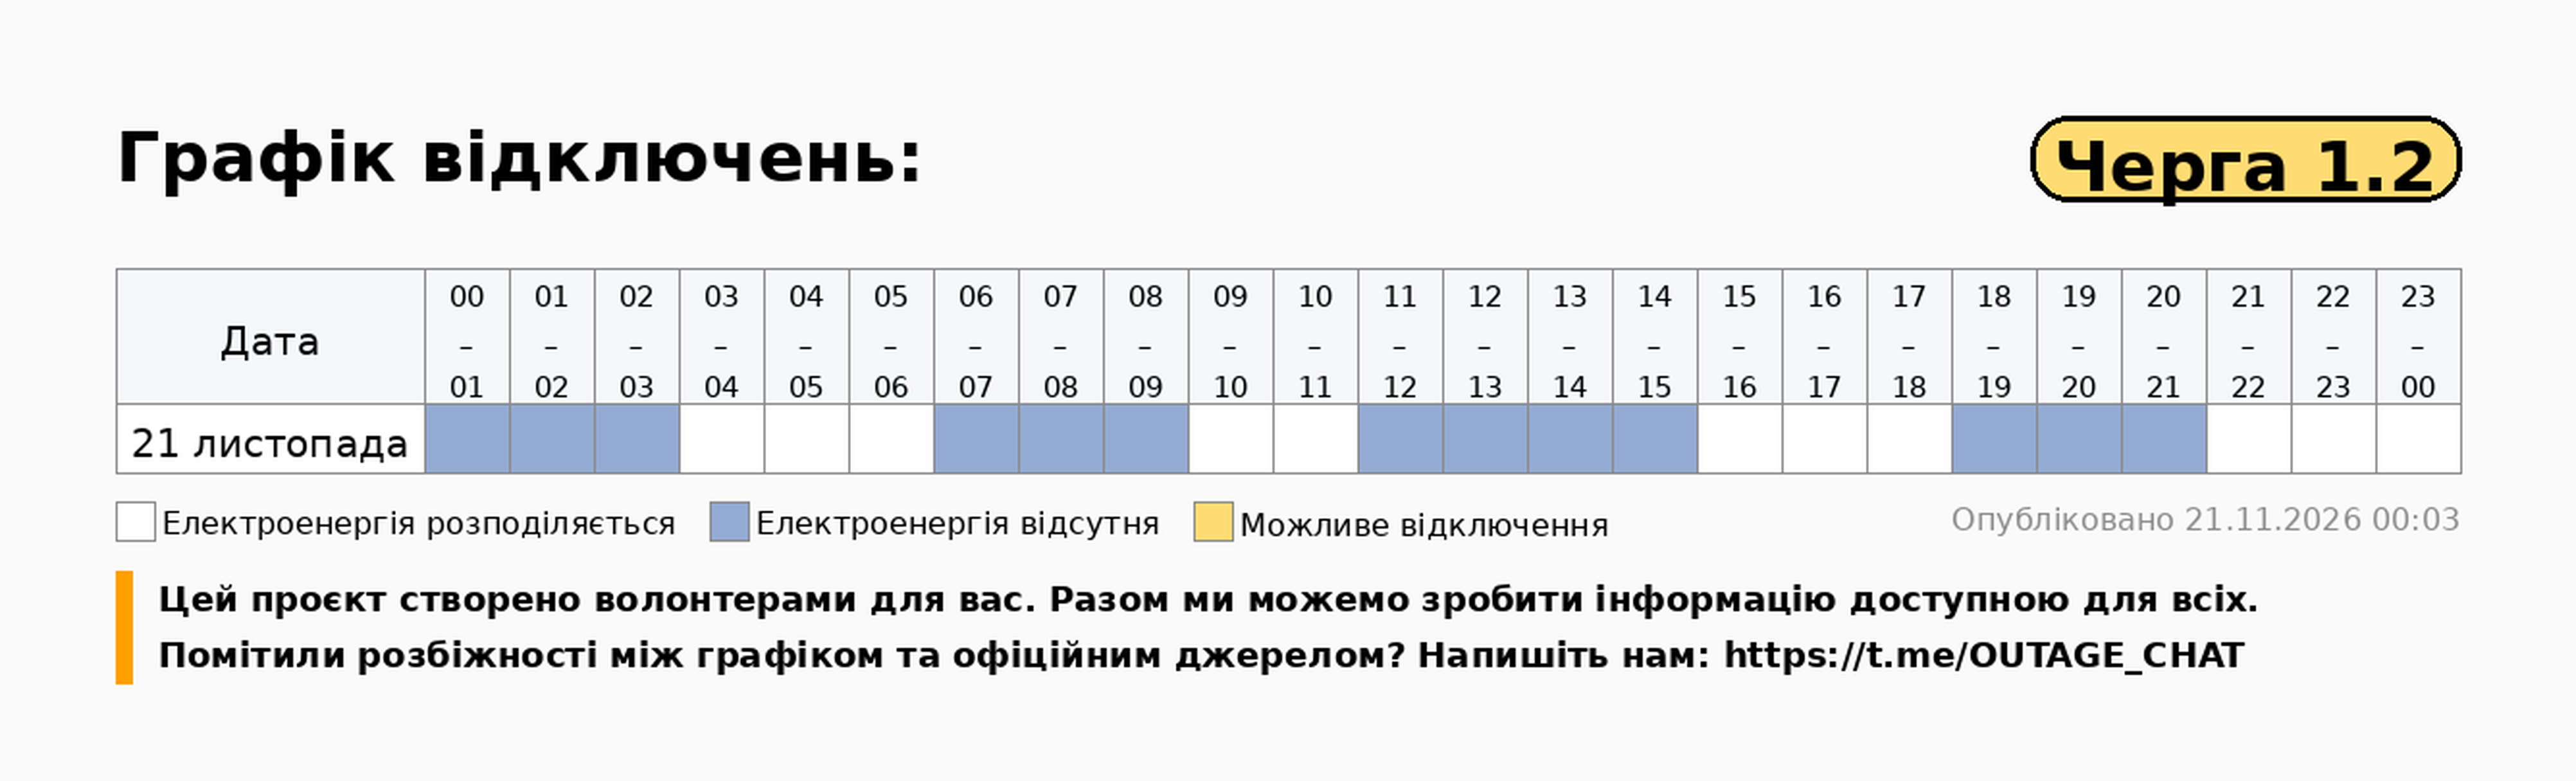 Графік відключень:
Черга 1.2
Дата
00 – 01
01 – 02
02 – 03
03 – 04
04 – 05
05 – 06
06 – 07
07 – 08
08 – 09
09 – 10
10 – 11
11 – 12
12 – 13
13 – 14
14 – 15
15 – 16
16 – 17
17 – 18
18 – 19
19 – 20
20 – 21
21 – 22
22 – 23
23 – 00
21 листопада
Електроенергія розподіляється
Електроенергія відсутня
Можливе відключення
Опубліковано 21.11.2026 00:03
Цей проєкт створено волонтерами для вас. Разом ми можемо зробити інформацію доступною для всіх.
Помітили розбіжності між графіком та офіційним джерелом? Напишіть нам: https://t.me/OUTAGE_CHAT